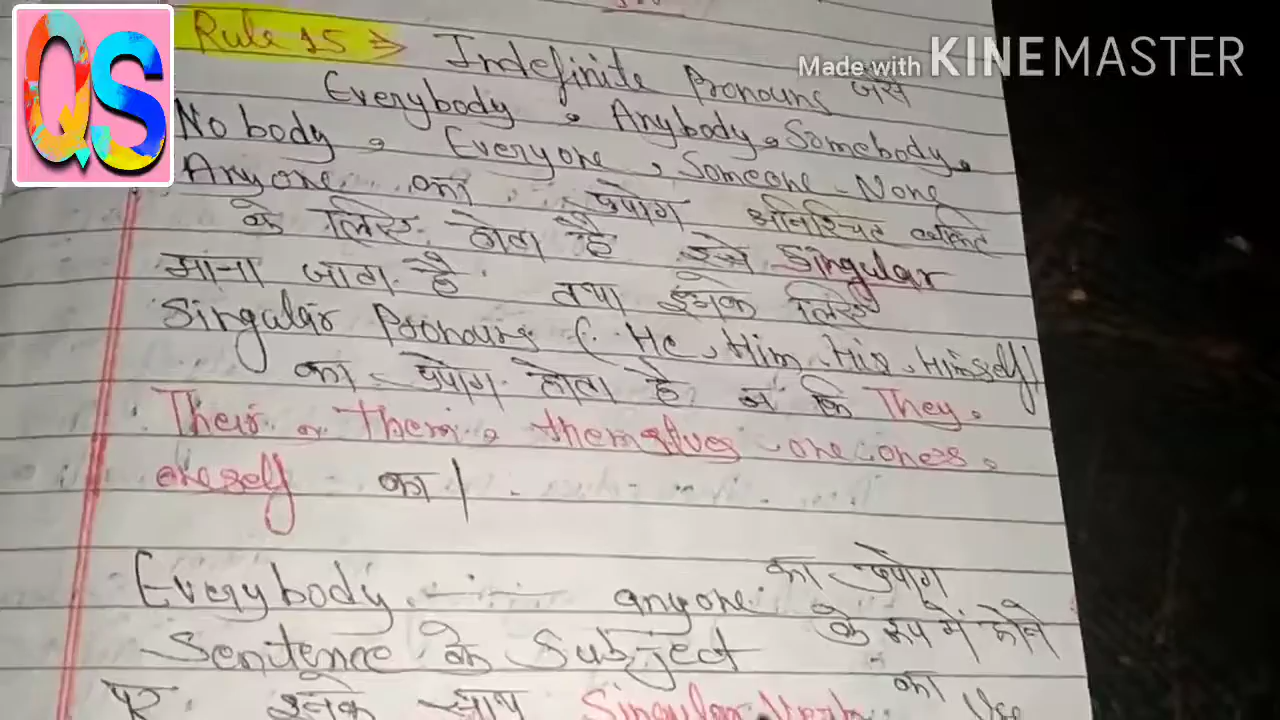 QS
Made with KINEMASTER
Rule 15 ⇒ Indefinite Pronouns जैसे
Everybody, Anybody, Somebody,
Nobody, Everyone, Someone, None
Anyone का प्रयोग अनिश्चित व्यक्ति
के लिए होता है इसे Singular
माना जाता है तथा इनके लिए
Singular Pronouns ( He, Him, His, Himself)
का प्रयोग होता है न कि They,
Their, Them, themselves, one, ones,
oneself का |
Everybody ------ anyone का प्रयोग
Sentence के Subject के रूप में होने
पर इनके साथ Singular Verb का Use